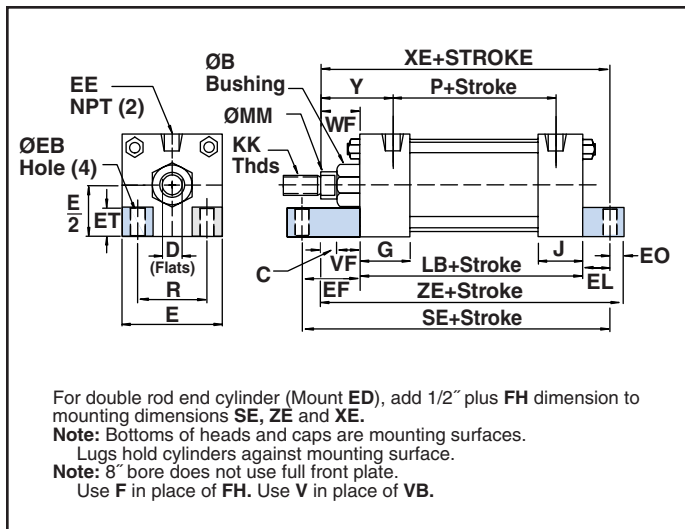 XE+STROKE
ØB
Bushing
Y
P+Stroke
EE
NPT (2)
ØMM
WF
KK
Thds
ØEB
Hole (4)
E
2
ET
D
(Flats)
R
E
C
VF
EF
G
J
EO
EL
LB+Stroke
ZE+Stroke
SE+Stroke
For double rod end cylinder (Mount ED), add 1/2˝ plus FH dimension to
mounting dimensions SE, ZE and XE.
Note: Bottoms of heads and caps are mounting surfaces.
Lugs hold cylinders against mounting surface.
Note: 8˝ bore does not use full front plate.
Use F in place of FH. Use V in place of VB.